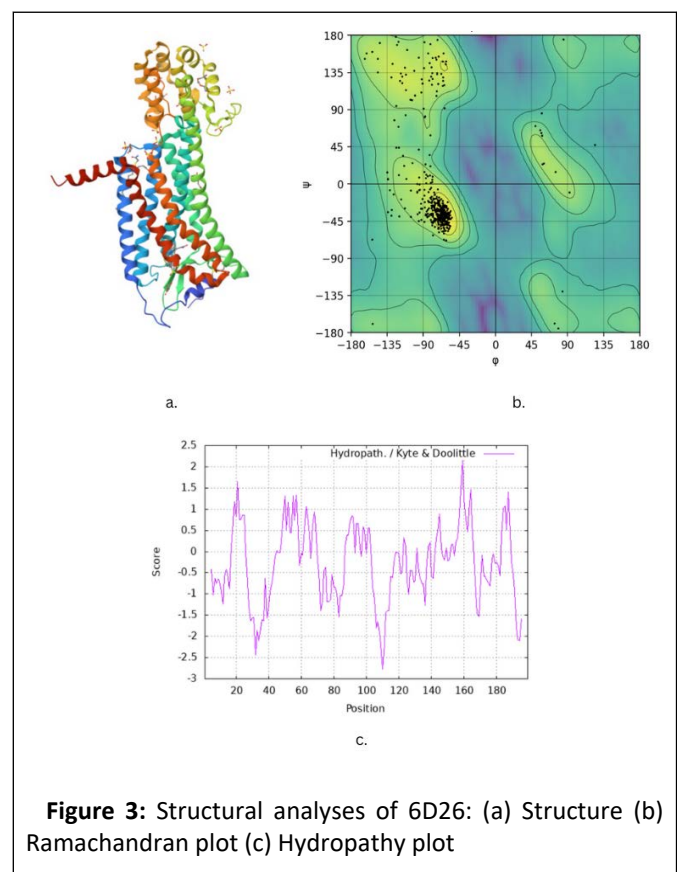 180
135
90
45
0
−45
−90
−135
−180
ψ
−180 −135 −90 −45 0 45 90 135 180
φ
a.
b.
2.5
2
1.5
1
0.5
0
-0.5
-1
-1.5
-2
-2.5
-3
Score
Hydropath. / Kyte & Doolittle
20 40 60 80 100 120 140 160 180
Position
c.
Figure 3: Structural analyses of 6D26: (a) Structure (b)
Ramachandran plot (c) Hydropathy plot